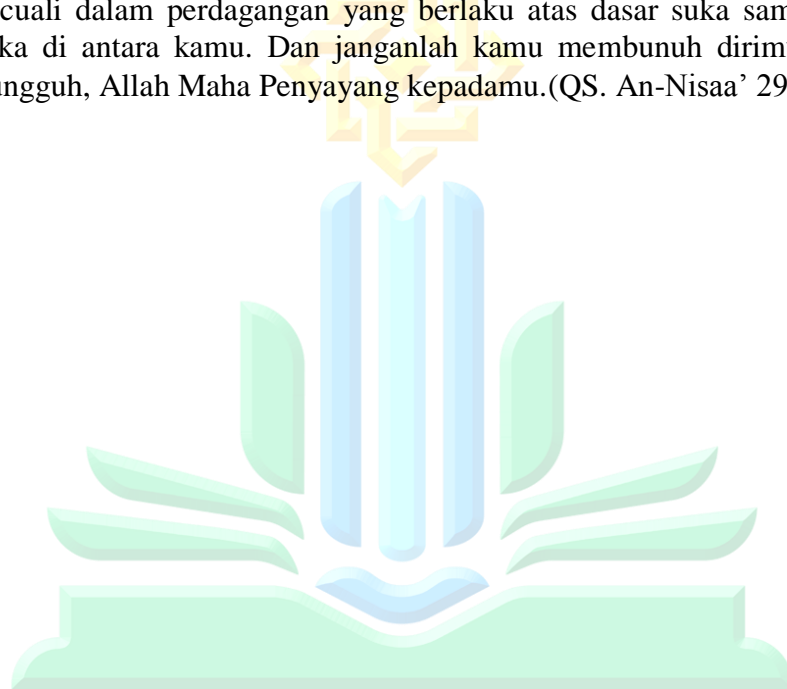 cuali dalam perdagangan yang berlaku atas dasar suka sam
ka di antara kamu. Dan janganlah kamu membunuh dirim
ungguh, Allah Maha Penyayang kepadamu.(QS. An-Nisaa’ 29